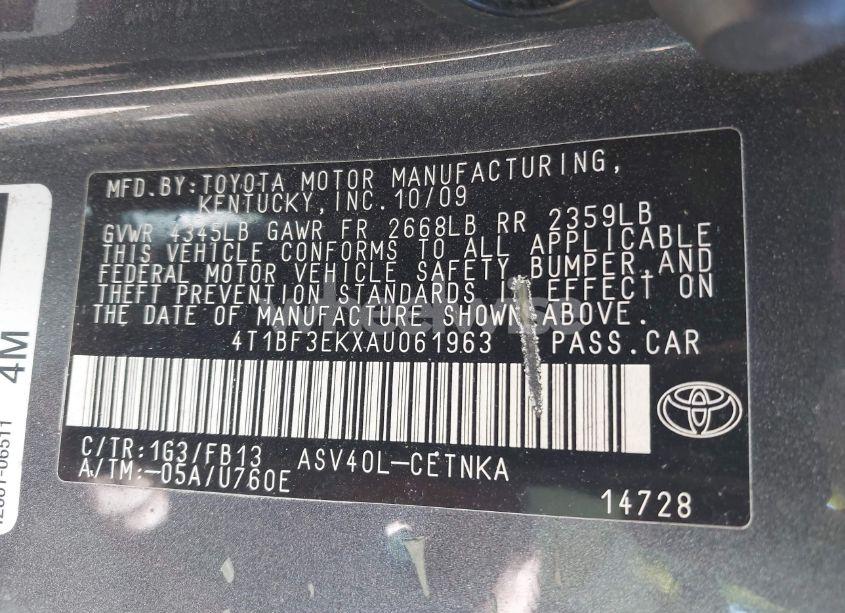 MFD.BY:TOYOTA MOTOR MANUFACTURING,
KENTUCKY,INC.10/09
GVWR 4345LB GAWR FR 2668LB RR 2359LB
THIS VEHICLE CONFORMS TO ALL APPLICABLE
FEDERAL MOTOR VEHICLE SAFETY, BUMPER,AND
THEFT PREVENTION STANDARDS IN EFFECT ON
THE DATE OF MANUFACTURE SHOWN ABOVE.
4T1BF3EKXAU061963 PASS.CAR
C/TR:1G3/FB13 ASV40L-CETNKA
A/TM:-05A/U760E
14728
4M